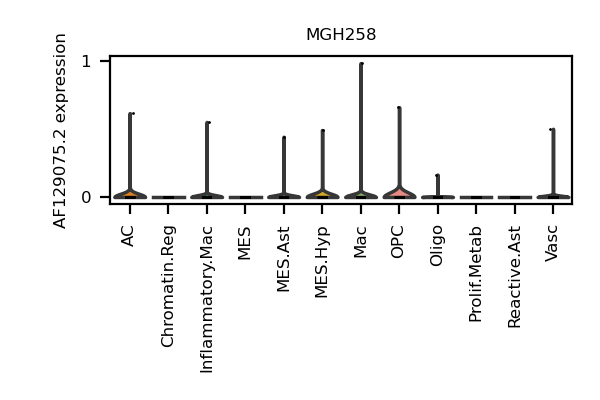 MGH258
AF129075.2 expression
1
0
AC
Chromatin.Reg
Inflammatory.Mac
MES
MES.Ast
MES.Hyp
Mac
OPC
Oligo
Prolif.Metab
Reactive.Ast
Vasc